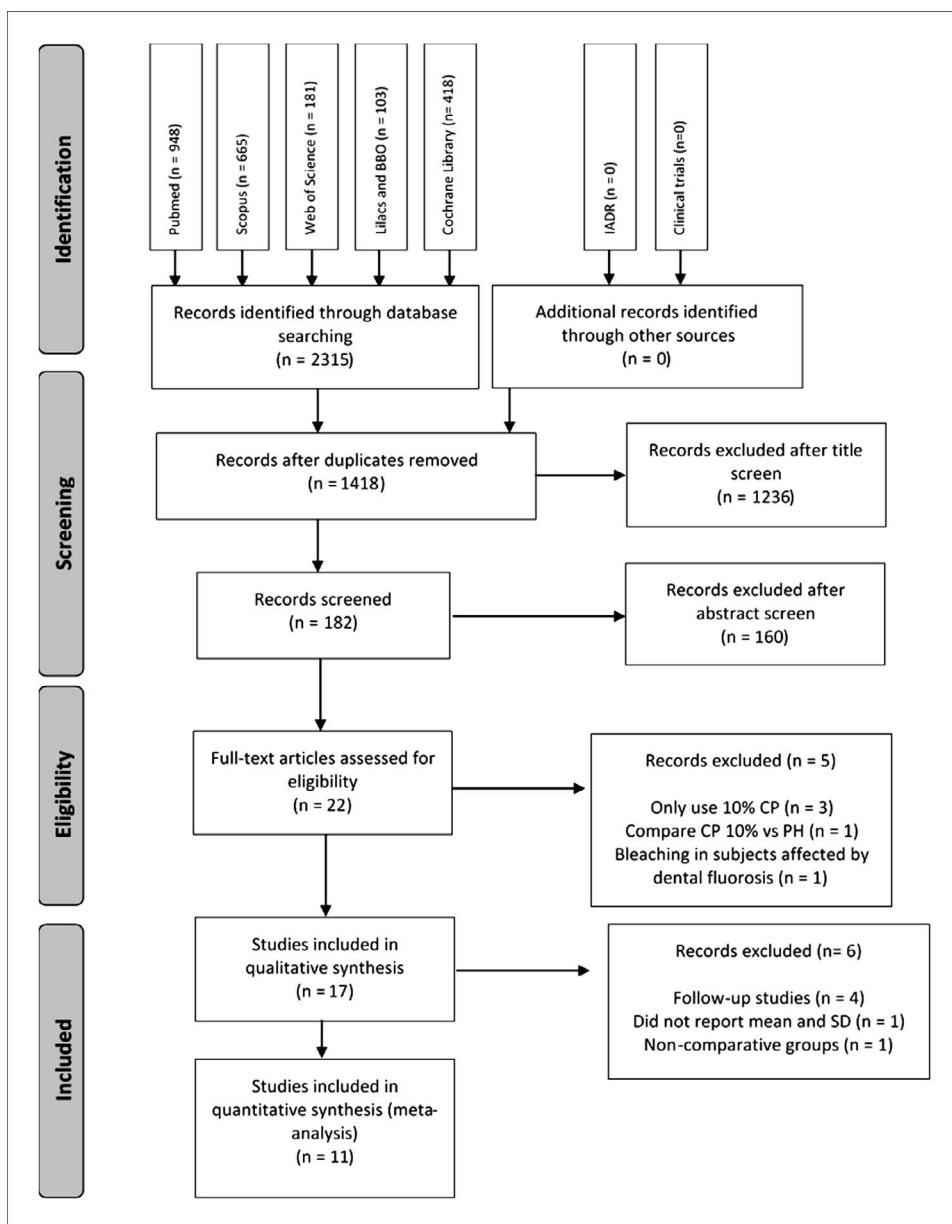 Identification
Pubmed (n = 948)
Scopus (n = 665)
Web of Science (n = 181)
Lilacs and BBO (n = 103)
Cochrane Library (n= 418)
IADR (n = 0)
Clinical trials (n=0)
Records identified through database
searching
(n = 2315)
Additional records identified
through other sources
(n = 0)
Screening
Records after duplicates removed
(n = 1418)
Records excluded after title
screen
(n = 1236)
Records screened
(n = 182)
Records excluded after
abstract screen
(n = 160)
Eligibility
Full-text articles assessed for
eligibility
(n = 22)
Records excluded (n = 5)
Only use 10% CP (n = 3)
Compare CP 10% vs PH (n = 1)
Bleaching in subjects affected by
dental fluorosis (n = 1)
Included
Studies included in
qualitative synthesis
(n = 17)
Records excluded (n= 6)
Follow-up studies (n = 4)
Did not report mean and SD (n = 1)
Non-comparative groups (n = 1)
Studies included in
quantitative synthesis (meta-
analysis)
(n = 11)